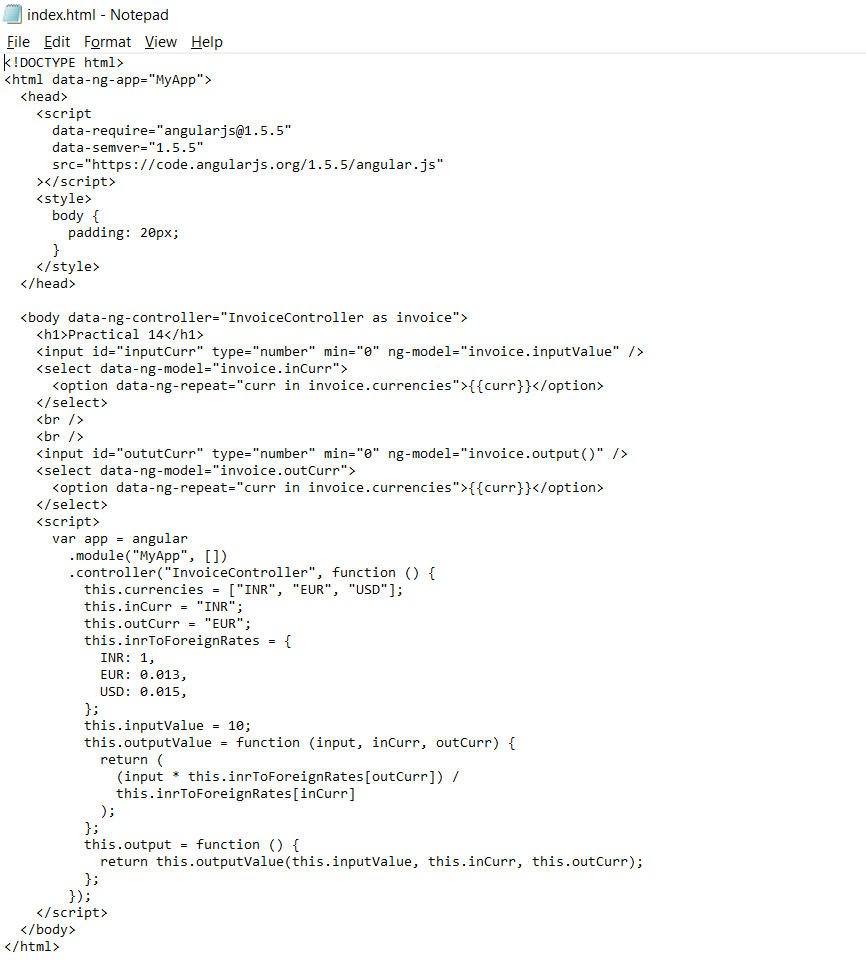 index.html - Notepad
File Edit Format View Help
<!DOCTYPE html>
<html data-ng-app="MyApp">
  <head>
    <script
      data-require="angularjs@1.5.5"
      data-semver="1.5.5"
      src="https://code.angularjs.org/1.5.5/angular.js"
    ></script>
    <style>
      body {
        padding: 20px;
      }
    </style>
  </head>

  <body data-ng-controller="InvoiceController as invoice">
    <h1>Practical 14</h1>
    <input id="inputCurr" type="number" min="0" ng-model="invoice.inputValue" />
    <select data-ng-model="invoice.inCurr">
      <option data-ng-repeat="curr in invoice.currencies">{{curr}}</option>
    </select>
    <br />
    <br />
    <input id="oututCurr" type="number" min="0" ng-model="invoice.output()" />
    <select data-ng-model="invoice.outCurr">
      <option data-ng-repeat="curr in invoice.currencies">{{curr}}</option>
    </select>
    <script>
      var app = angular
        .module("MyApp", [])
        .controller("InvoiceController", function () {
          this.currencies = ["INR", "EUR", "USD"];
          this.inCurr = "INR";
          this.outCurr = "EUR";
          this.inrToForeignRates = {
            INR: 1,
            EUR: 0.013,
            USD: 0.015,
          };
          this.inputValue = 10;
          this.outputValue = function (input, inCurr, outCurr) {
            return (
              (input * this.inrToForeignRates[outCurr]) /
              this.inrToForeignRates[inCurr]
            );
          };
          this.output = function () {
            return this.outputValue(this.inputValue, this.inCurr, this.outCurr);
          };
        });
    </script>
  </body>
</html>